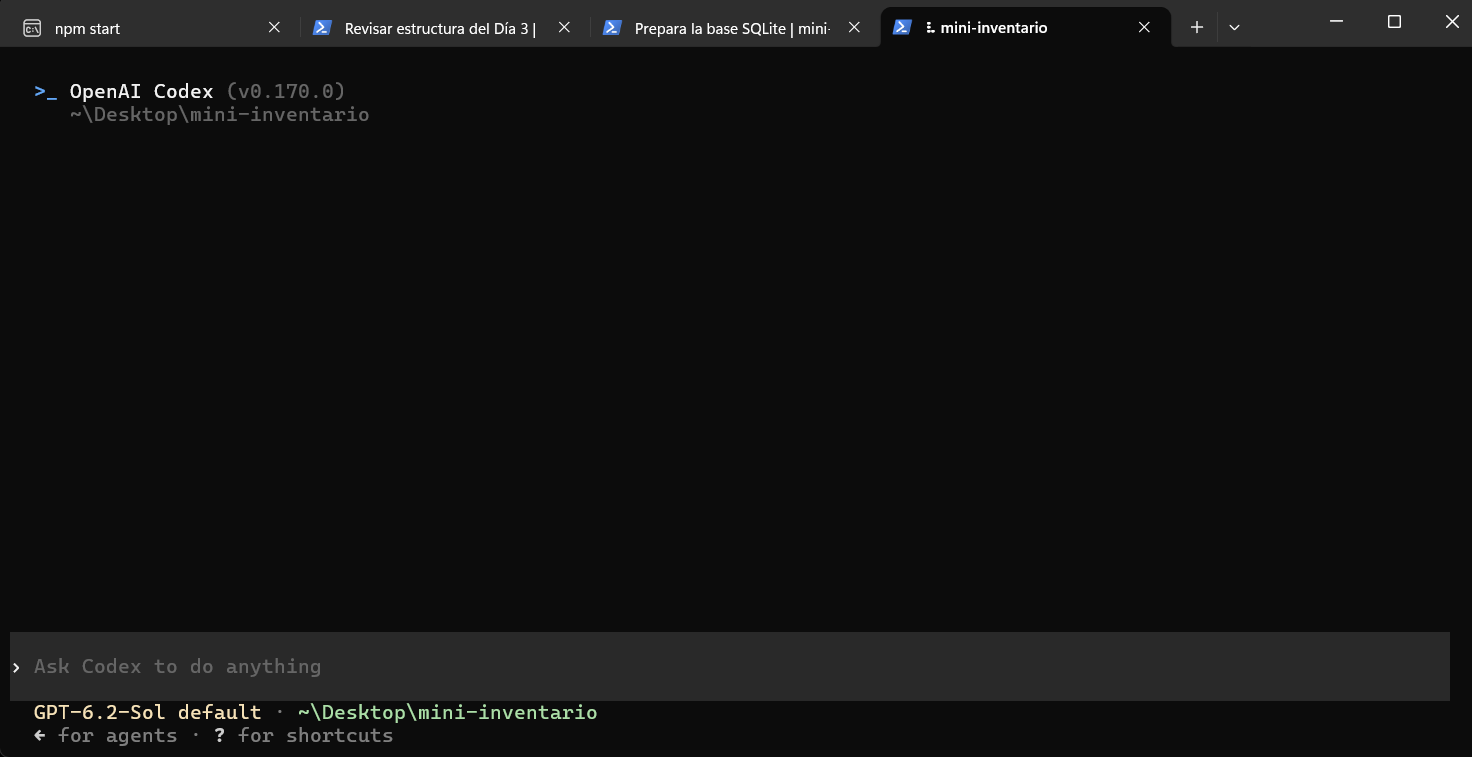 npm start
Revisar estructura del Día 3 |
Prepara la base SQLite | mini-
mini-inventario
>_ OpenAI Codex (v0.170.0)
~\Desktop\mini-inventario
› Ask Codex to do anything
GPT-6.2-Sol default · ~\Desktop\mini-inventario
← for agents · ? for shortcuts